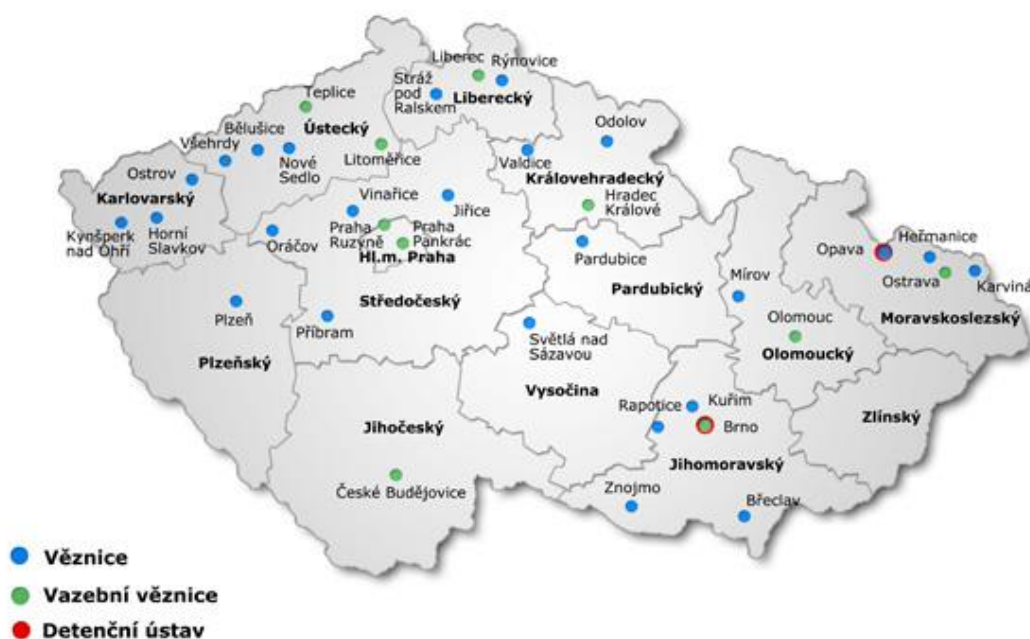 Liberec
Rýnovice
Stráž
pod
Ralskem
Liberecký
Teplice
Ústecký
Bělušice
Všehrdy
Nové
Sedlo
Litoměřice
Odolov
Valdice
Královehradecký
Hradec
Králové
Ostrov
Karlovarský
Kynšperk
nad Ohří
Horní
Slavkov
Vinařice
Jiřice
Praha
Ruzyně
Praha
Pankrác
Hl.m. Praha
Oráčov
Středočeský
Příbram
Plzeň
Plzeňský
Pardubice
Pardubický
Mírov
Opava
Heřmanice
Ostrava
Karviná
Moravskoslezský
Olomouc
Olomoucký
Světlá nad
Sázavou
Vysočina
Zlínský
Rapotice
Kuřim
Brno
Jihomoravský
Jihočeský
České Budějovice
Znojmo
Břeclav
Věznice
Vazební věznice
Detenční ústav